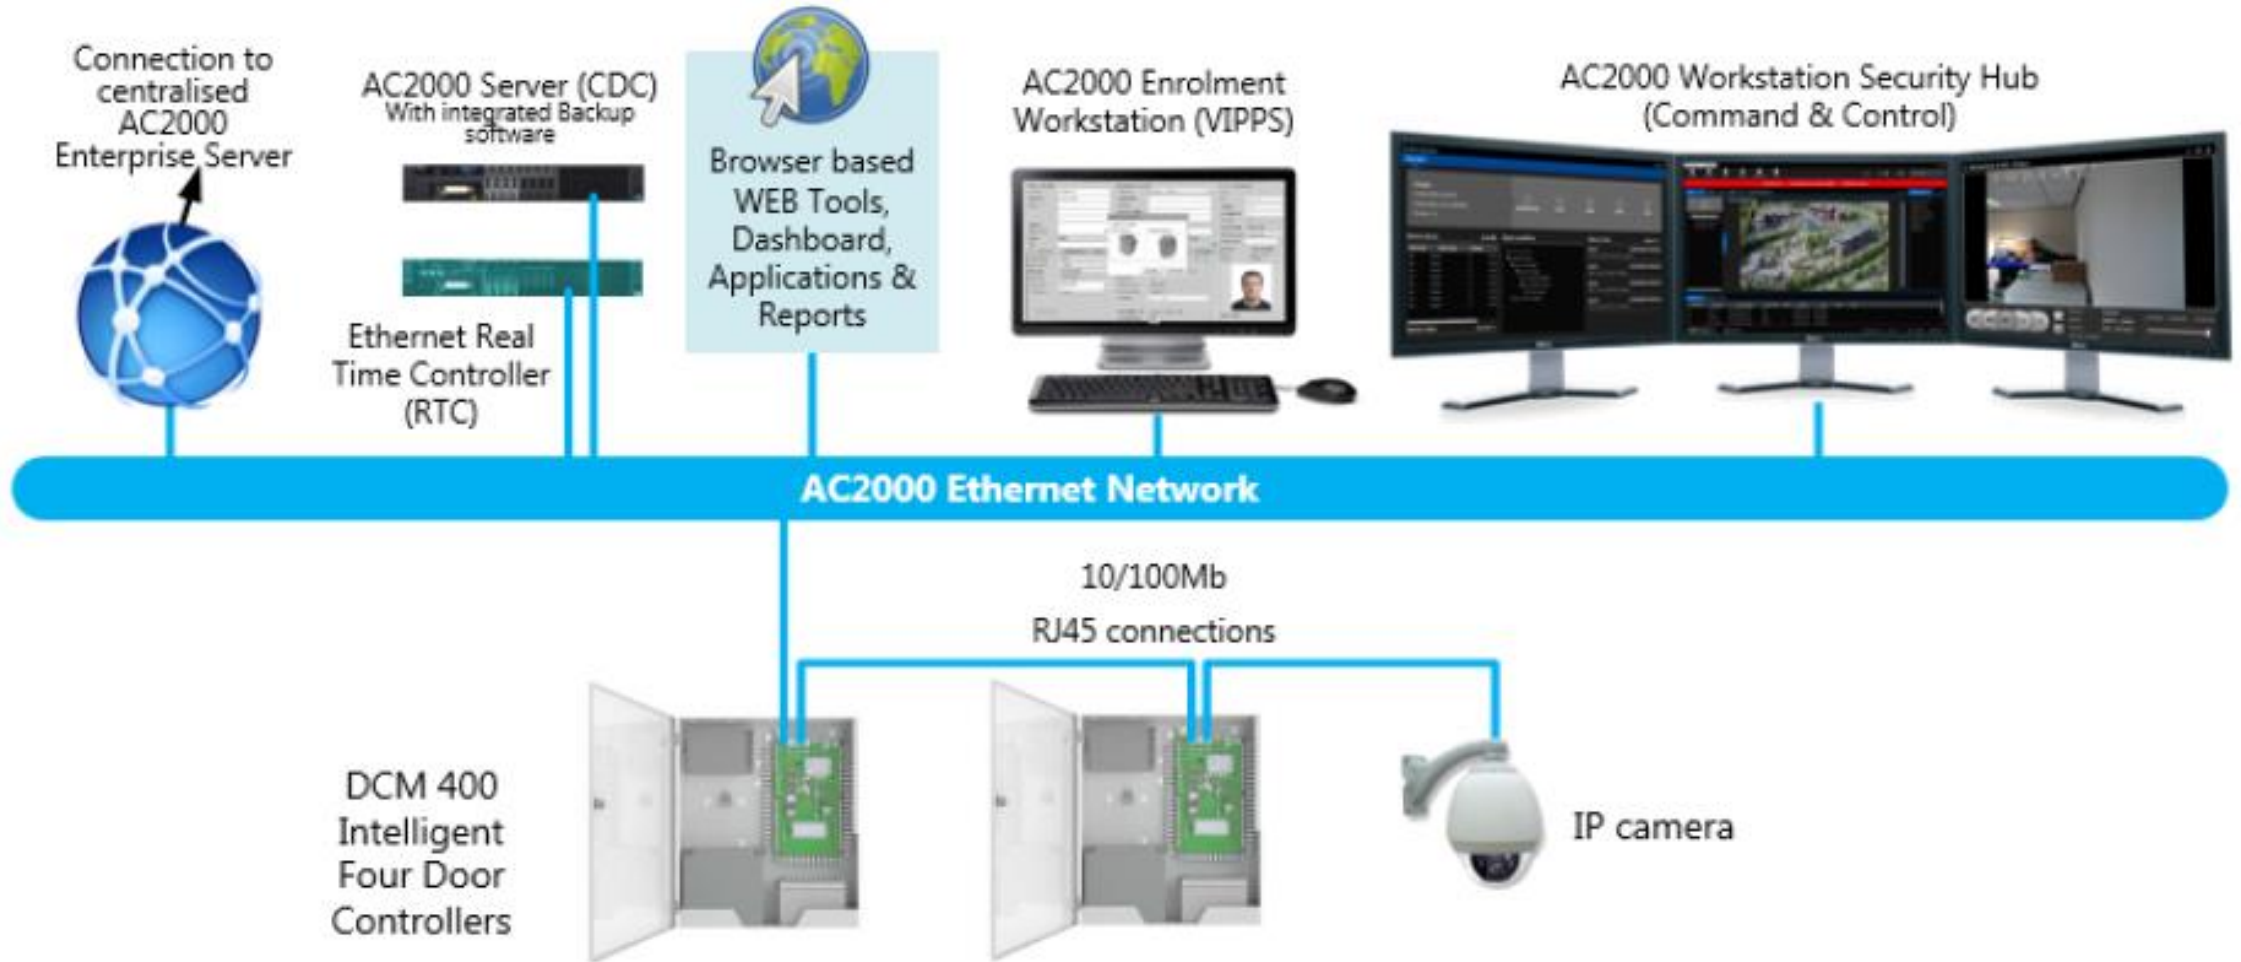 Connection to
centralised
AC2000
Enterprise Server
AC2000 Server (CDC)
With integrated Backup
software
Ethernet Real
Time Controller
(RTC)
Browser based
WEB Tools,
Dashboard,
Applications &
Reports
AC2000 Enrolment
Workstation (VIPPS)
AC2000 Workstation Security Hub
(Command & Control)
AC2000 Ethernet Network
10/100Mb
RJ45 connections
DCM 400
Intelligent
Four Door
Controllers
IP camera